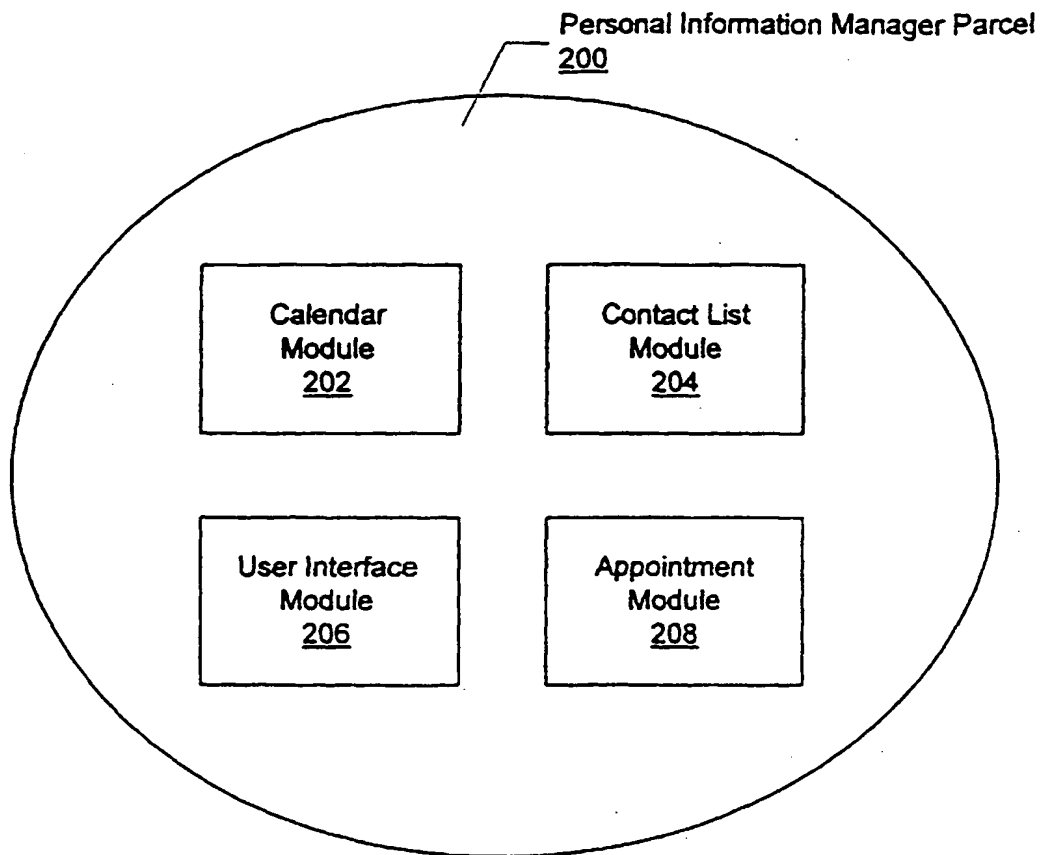 Personal Information Manager Parcel
200
Calendar
Module
202
Contact List
Module
204
User Interface
Module
206
Appointment
Module
208